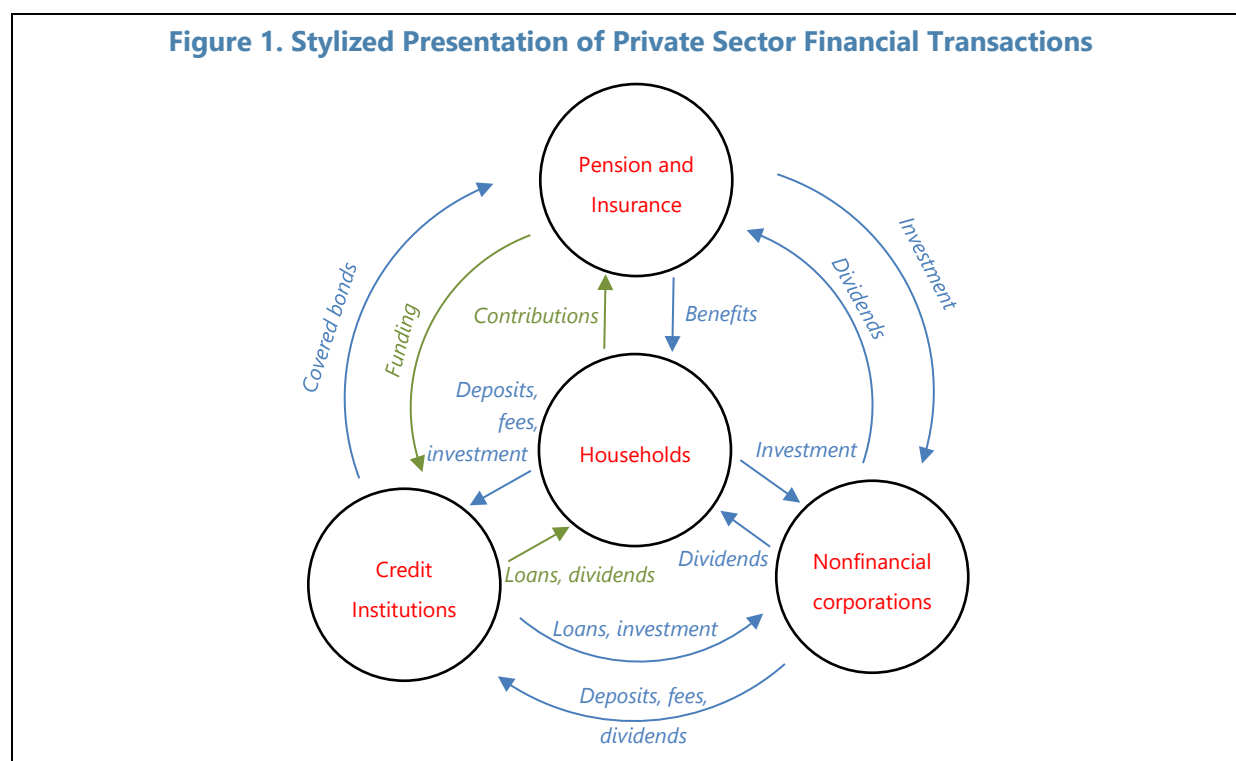 Figure 1. Stylized Presentation of Private Sector Financial Transactions
Pension and
Insurance
Covered bonds
Funding
Contributions
Benefits
Dividends
Investment
Deposits,
fees,
investment
Households
Investment
Credit
Institutions
Loans, dividends
Dividends
Nonfinancial
corporations
Loans, investment
Deposits, fees,
dividends